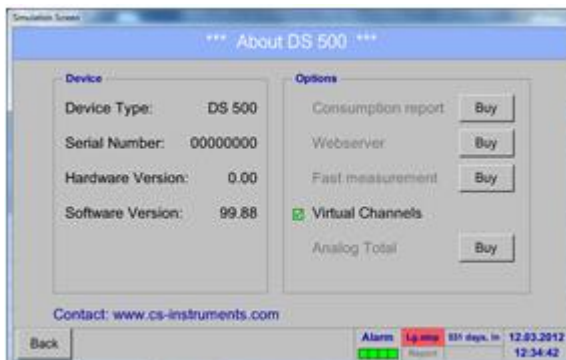 Simulation Screen
*** About DS 500 ***
Device
Device Type: DS 500
Serial Number: 00000000
Hardware Version: 0.00
Software Version: 99.88
Options
Consumption report Buy
Webserver Buy
Fast measurement Buy
Virtual Channels
Analog Total Buy
Contact: www.cs-instruments.com
Back
Alarm
days, 12.03.2012
Report 12:34:42